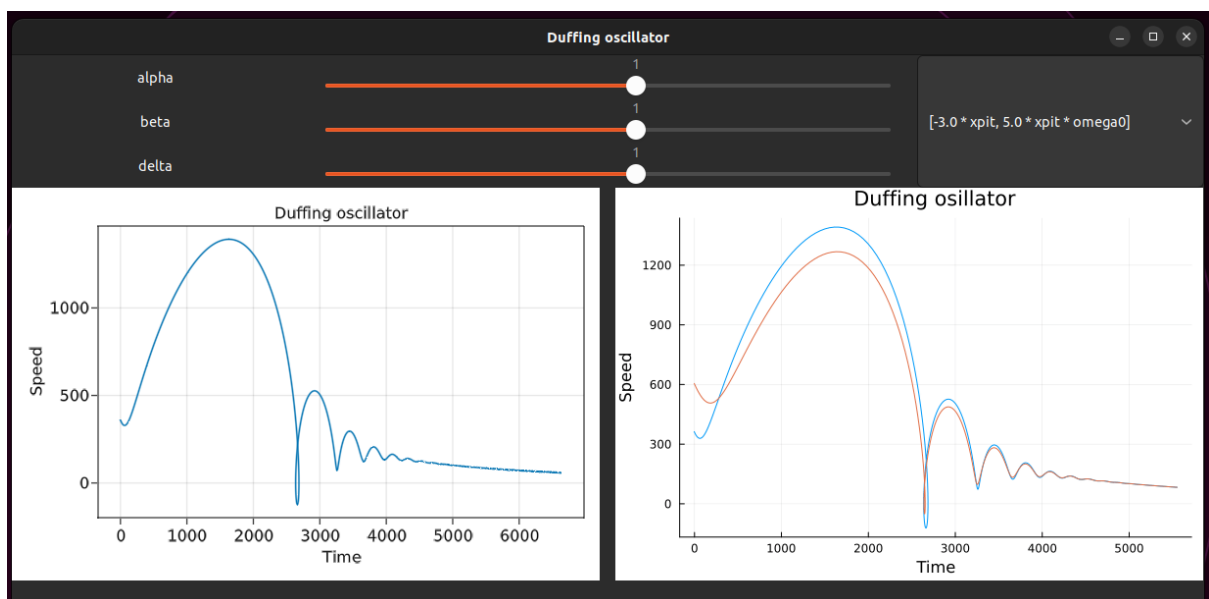 Duffing oscillator
alpha
1
beta
1
delta
1
[-3.0 * xpit, 5.0 * xpit * omega0]
Duffing oscillator
Speed
1000
500
0
0 1000 2000 3000 4000 5000 6000
Time
Duffing osillator
Speed
1200
900
600
300
0
0 1000 2000 3000 4000 5000
Time